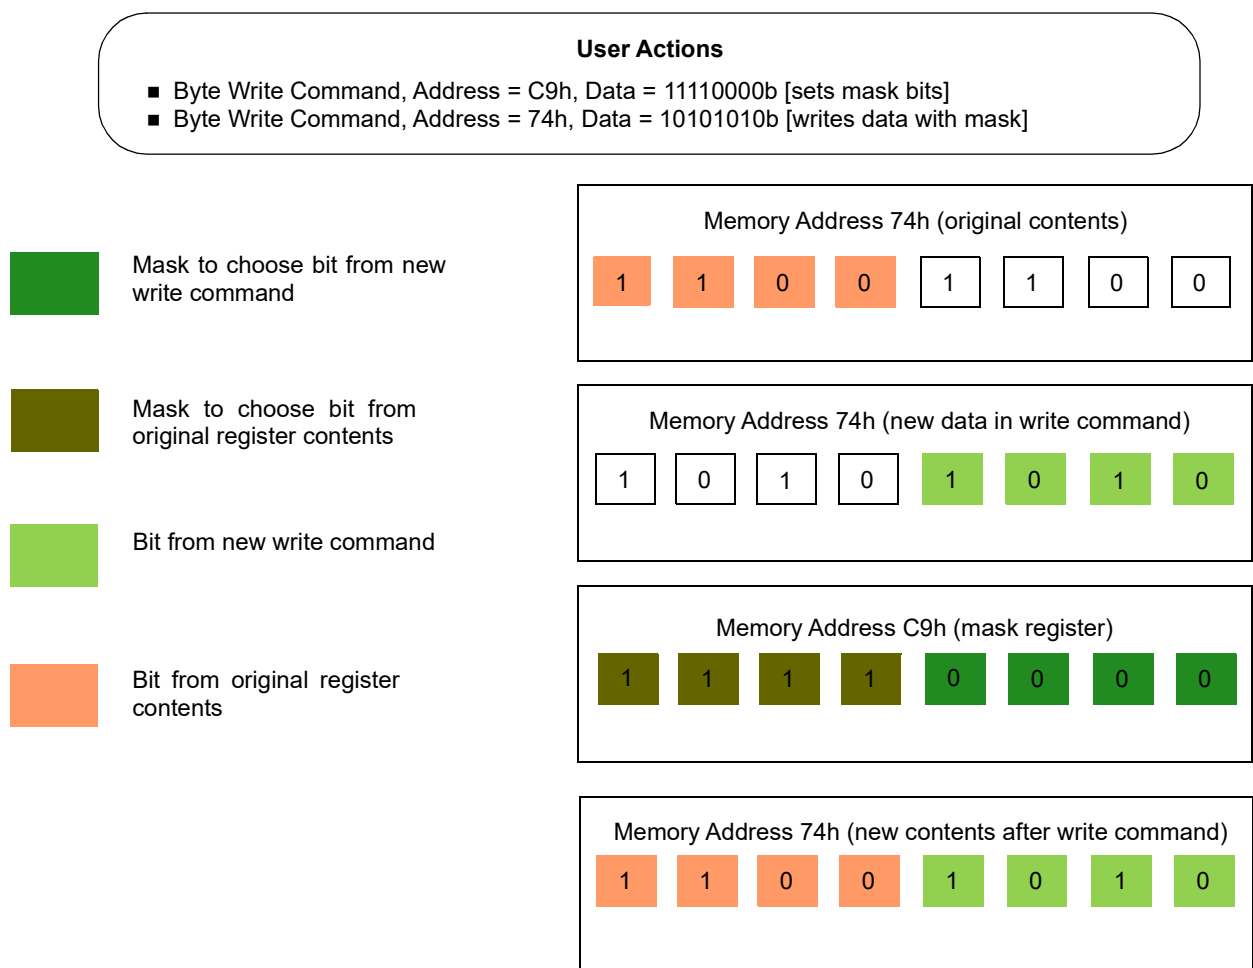 User Actions
■ Byte Write Command, Address = C9h, Data = 11110000b [sets mask bits]
■ Byte Write Command, Address = 74h, Data = 10101010b [writes data with mask]
Mask to choose bit from new
write command
Mask to choose bit from
original register contents
Bit from new write command
Bit from original register
contents
Memory Address 74h (original contents)
1 1 0 0 1 1 0 0
Memory Address 74h (new data in write command)
1 0 1 0 1 0 1 0
Memory Address C9h (mask register)
1 1 1 1 0 0 0 0
Memory Address 74h (new contents after write command)
1 1 0 0 1 0 1 0